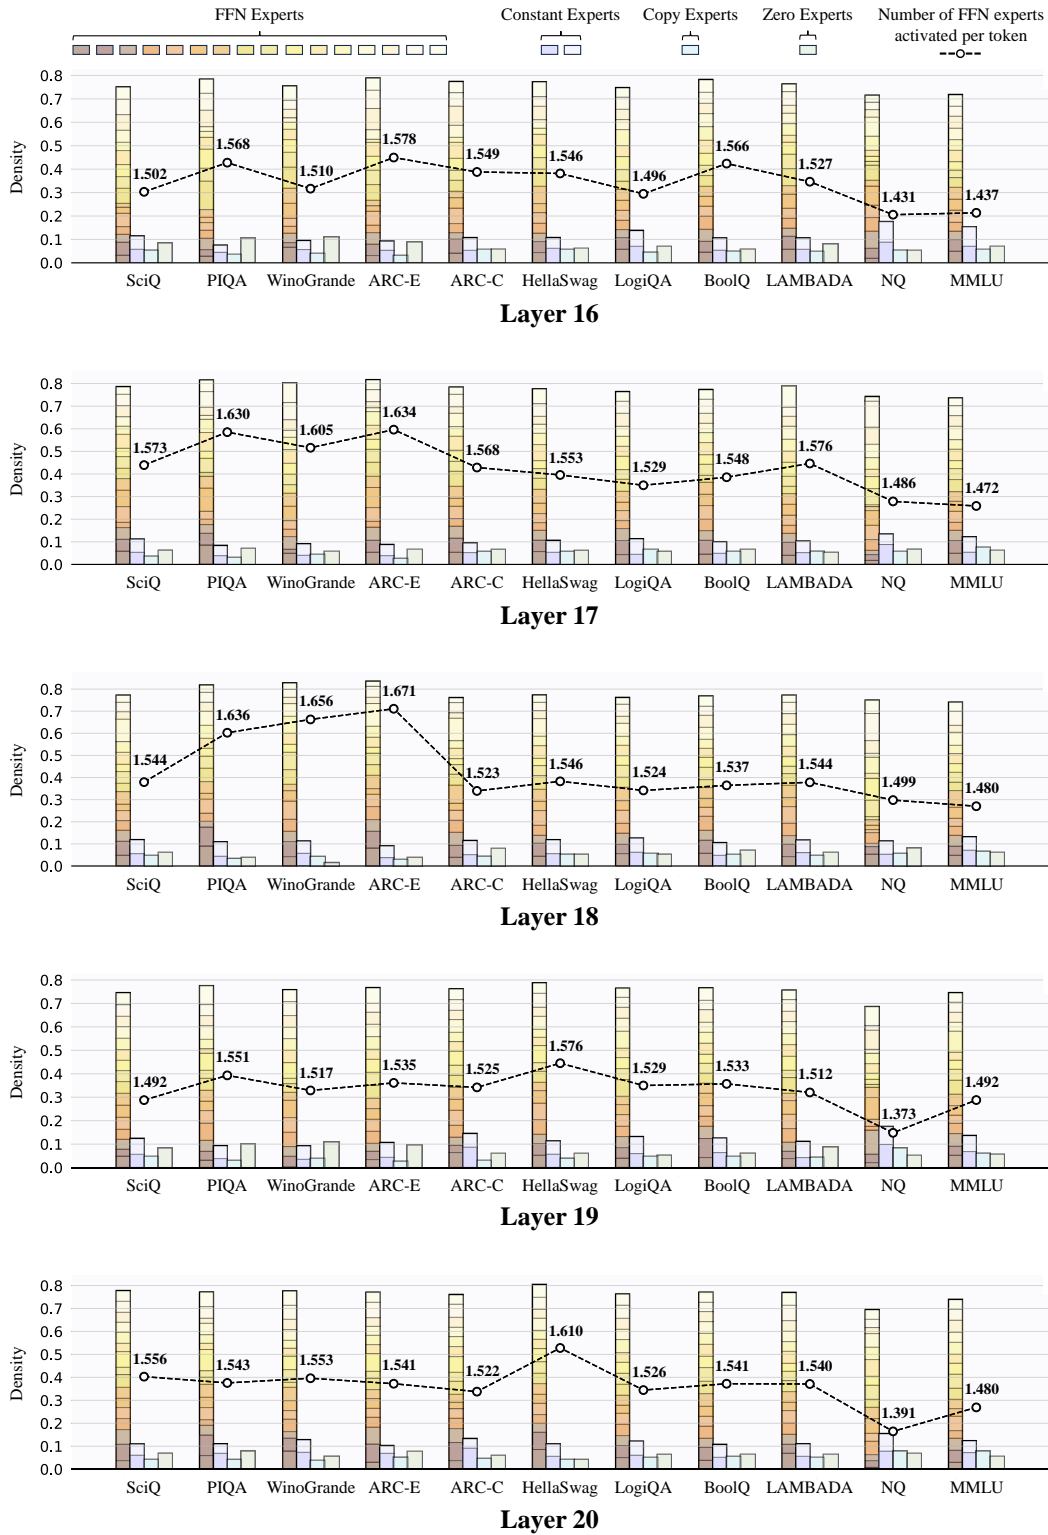 FFN Experts Constant Experts Copy Experts Zero Experts Number of FFN experts
activated per token
Density
0.8
0.7
0.6
0.5
0.4
0.3
0.2
0.1
0.0
1.502 1.568 1.510 1.578 1.549 1.546 1.496 1.566 1.527 1.431 1.437
SciQ PIQA WinoGrande ARC-E ARC-C HellaSwag LogiQA BoolQ LAMBADA NQ MMLU
Layer 16
Density
0.8
0.7
0.6
0.5
0.4
0.3
0.2
0.1
0.0
1.573 1.630 1.605 1.634 1.568 1.553 1.529 1.548 1.576 1.486 1.472
SciQ PIQA WinoGrande ARC-E ARC-C HellaSwag LogiQA BoolQ LAMBADA NQ MMLU
Layer 17
Density
0.8
0.7
0.6
0.5
0.4
0.3
0.2
0.1
0.0
1.544 1.636 1.656 1.671 1.523 1.546 1.524 1.537 1.544 1.499 1.480
SciQ PIQA WinoGrande ARC-E ARC-C HellaSwag LogiQA BoolQ LAMBADA NQ MMLU
Layer 18
Density
0.8
0.7
0.6
0.5
0.4
0.3
0.2
0.1
0.0
1.492 1.551 1.517 1.535 1.525 1.576 1.529 1.533 1.512 1.373 1.492
SciQ PIQA WinoGrande ARC-E ARC-C HellaSwag LogiQA BoolQ LAMBADA NQ MMLU
Layer 19
Density
0.8
0.7
0.6
0.5
0.4
0.3
0.2
0.1
0.0
1.556 1.543 1.553 1.541 1.522 1.610 1.526 1.541 1.540 1.391 1.480
SciQ PIQA WinoGrande ARC-E ARC-C HellaSwag LogiQA BoolQ LAMBADA NQ MMLU
Layer 20